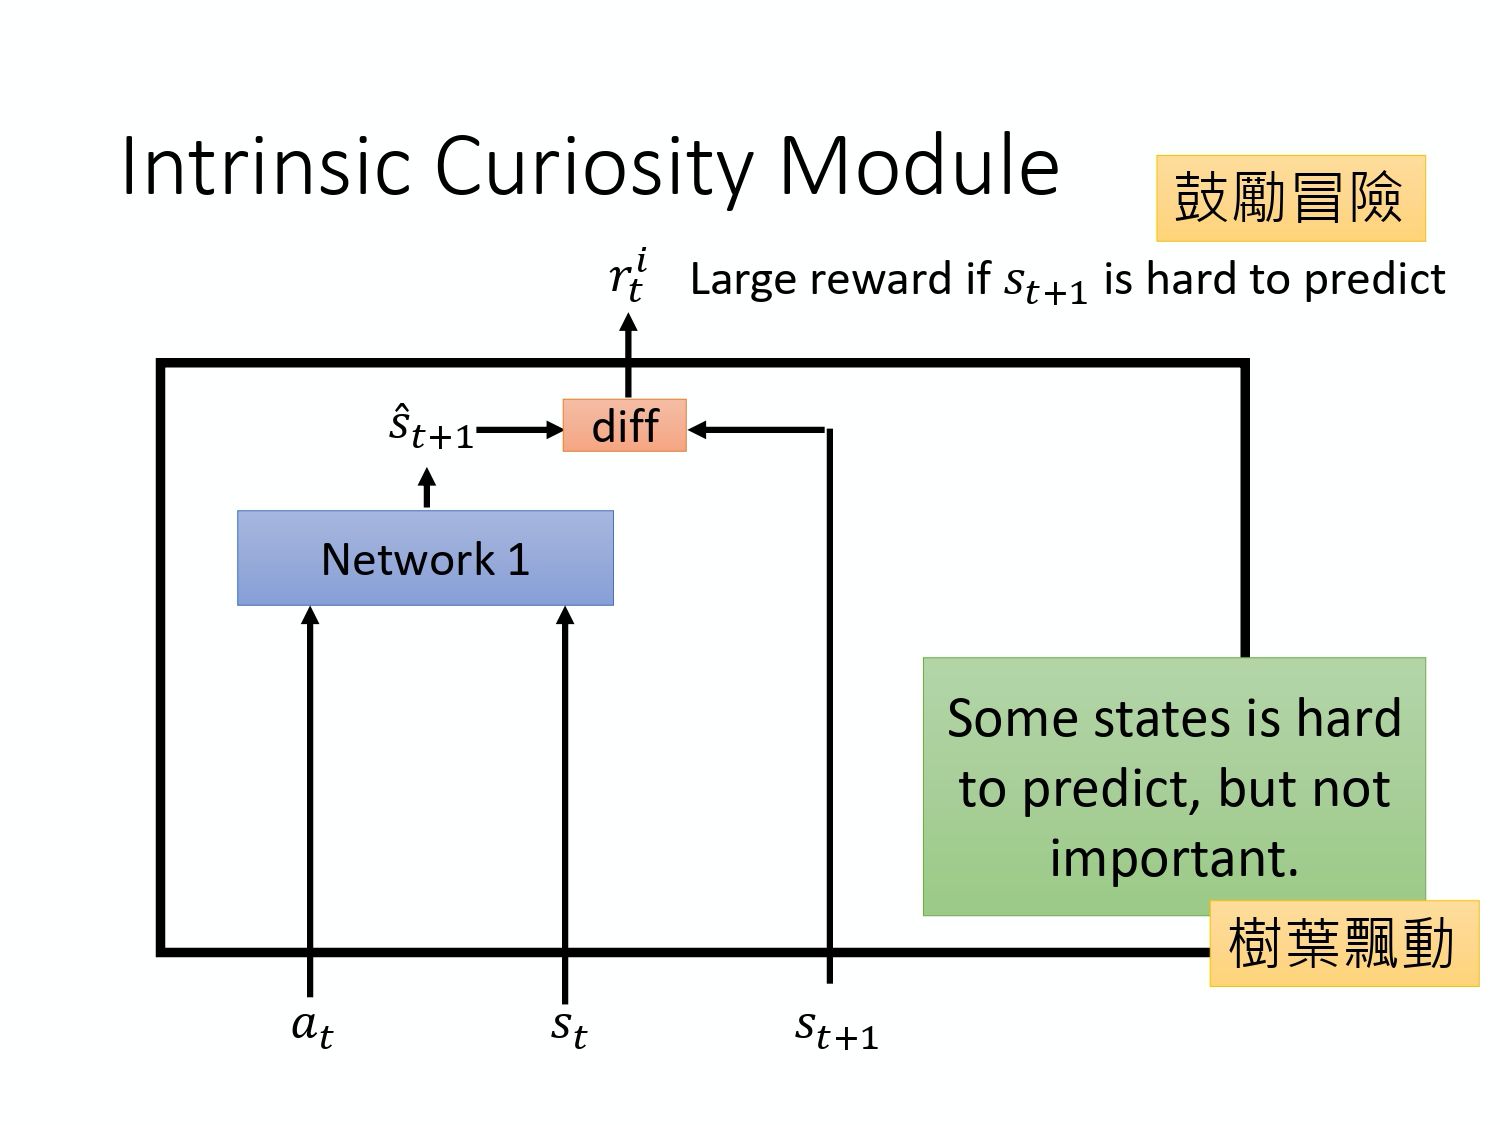 Intrinsic Curiosity Module
鼓勵冒險
r_t^i Large reward if s_{t+1} is hard to predict
ŝ_{t+1} diff
Network 1
Some states is hard
to predict, but not
important.
樹葉飄動
a_t s_t s_{t+1}